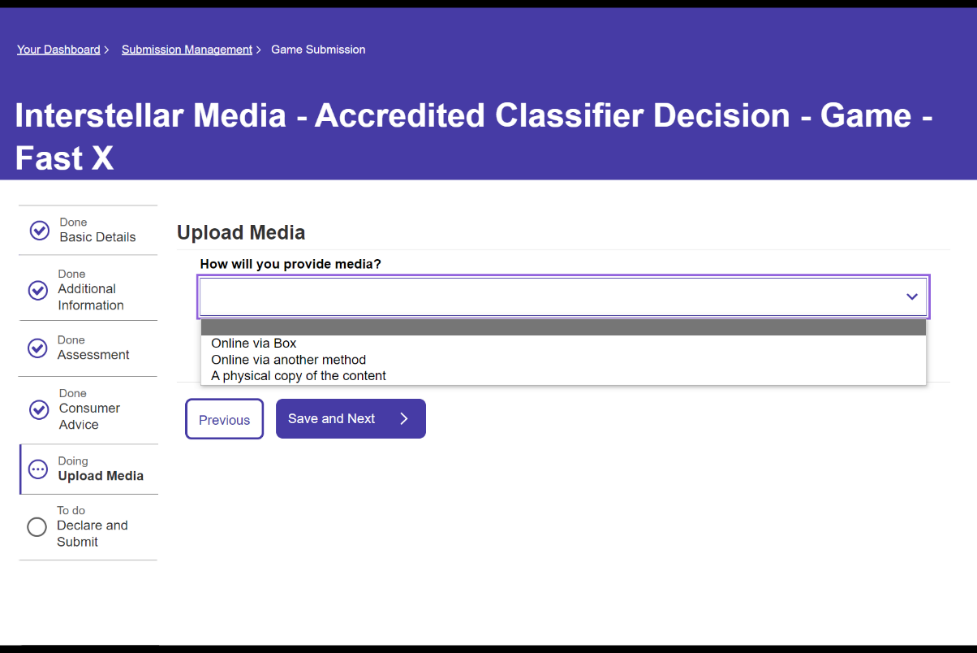 Your Dashboard > Submission Management > Game Submission
Interstellar Media - Accredited Classifier Decision - Game -
Fast X
Done
Basic Details
Done
Additional
Information
Done
Assessment
Done
Consumer
Advice
Doing
Upload Media
To do
Declare and
Submit
Upload Media
How will you provide media?
Online via Box
Online via another method
A physical copy of the content
Previous
Save and Next >